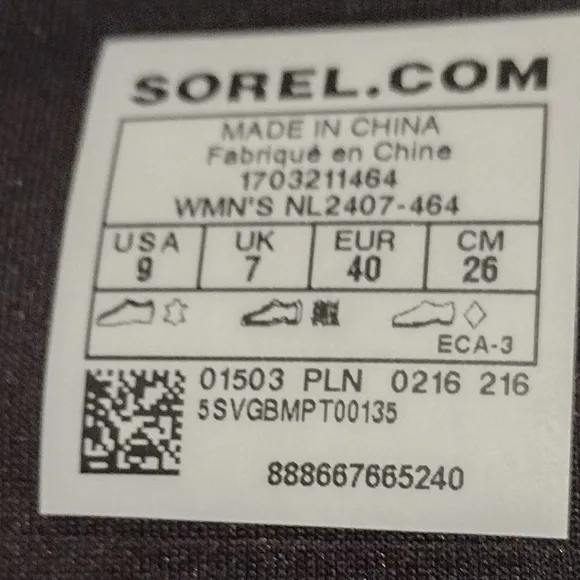 SOREL.COM
MADE IN CHINA
Fabriqué en Chine
1703211464
WMN'S NL2407-464
USA UK EUR CM
9 7 40 26
ECA-3
01503 PLN 0216 216
5SVGBMPT00135
888667665240